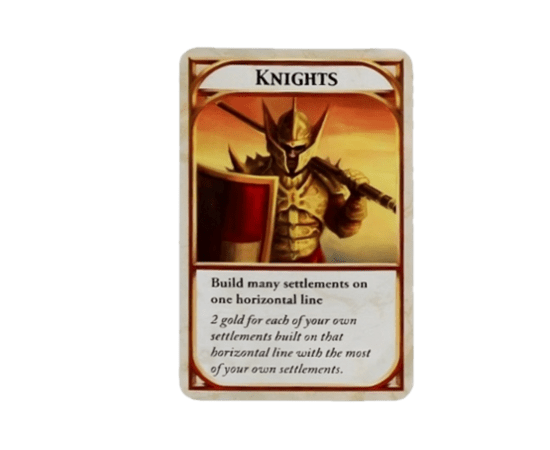 KNIGHTS
Build many settlements on
one horizontal line
2 gold for each of your own
settlements built on that
horizontal line with the most
of your own settlements.